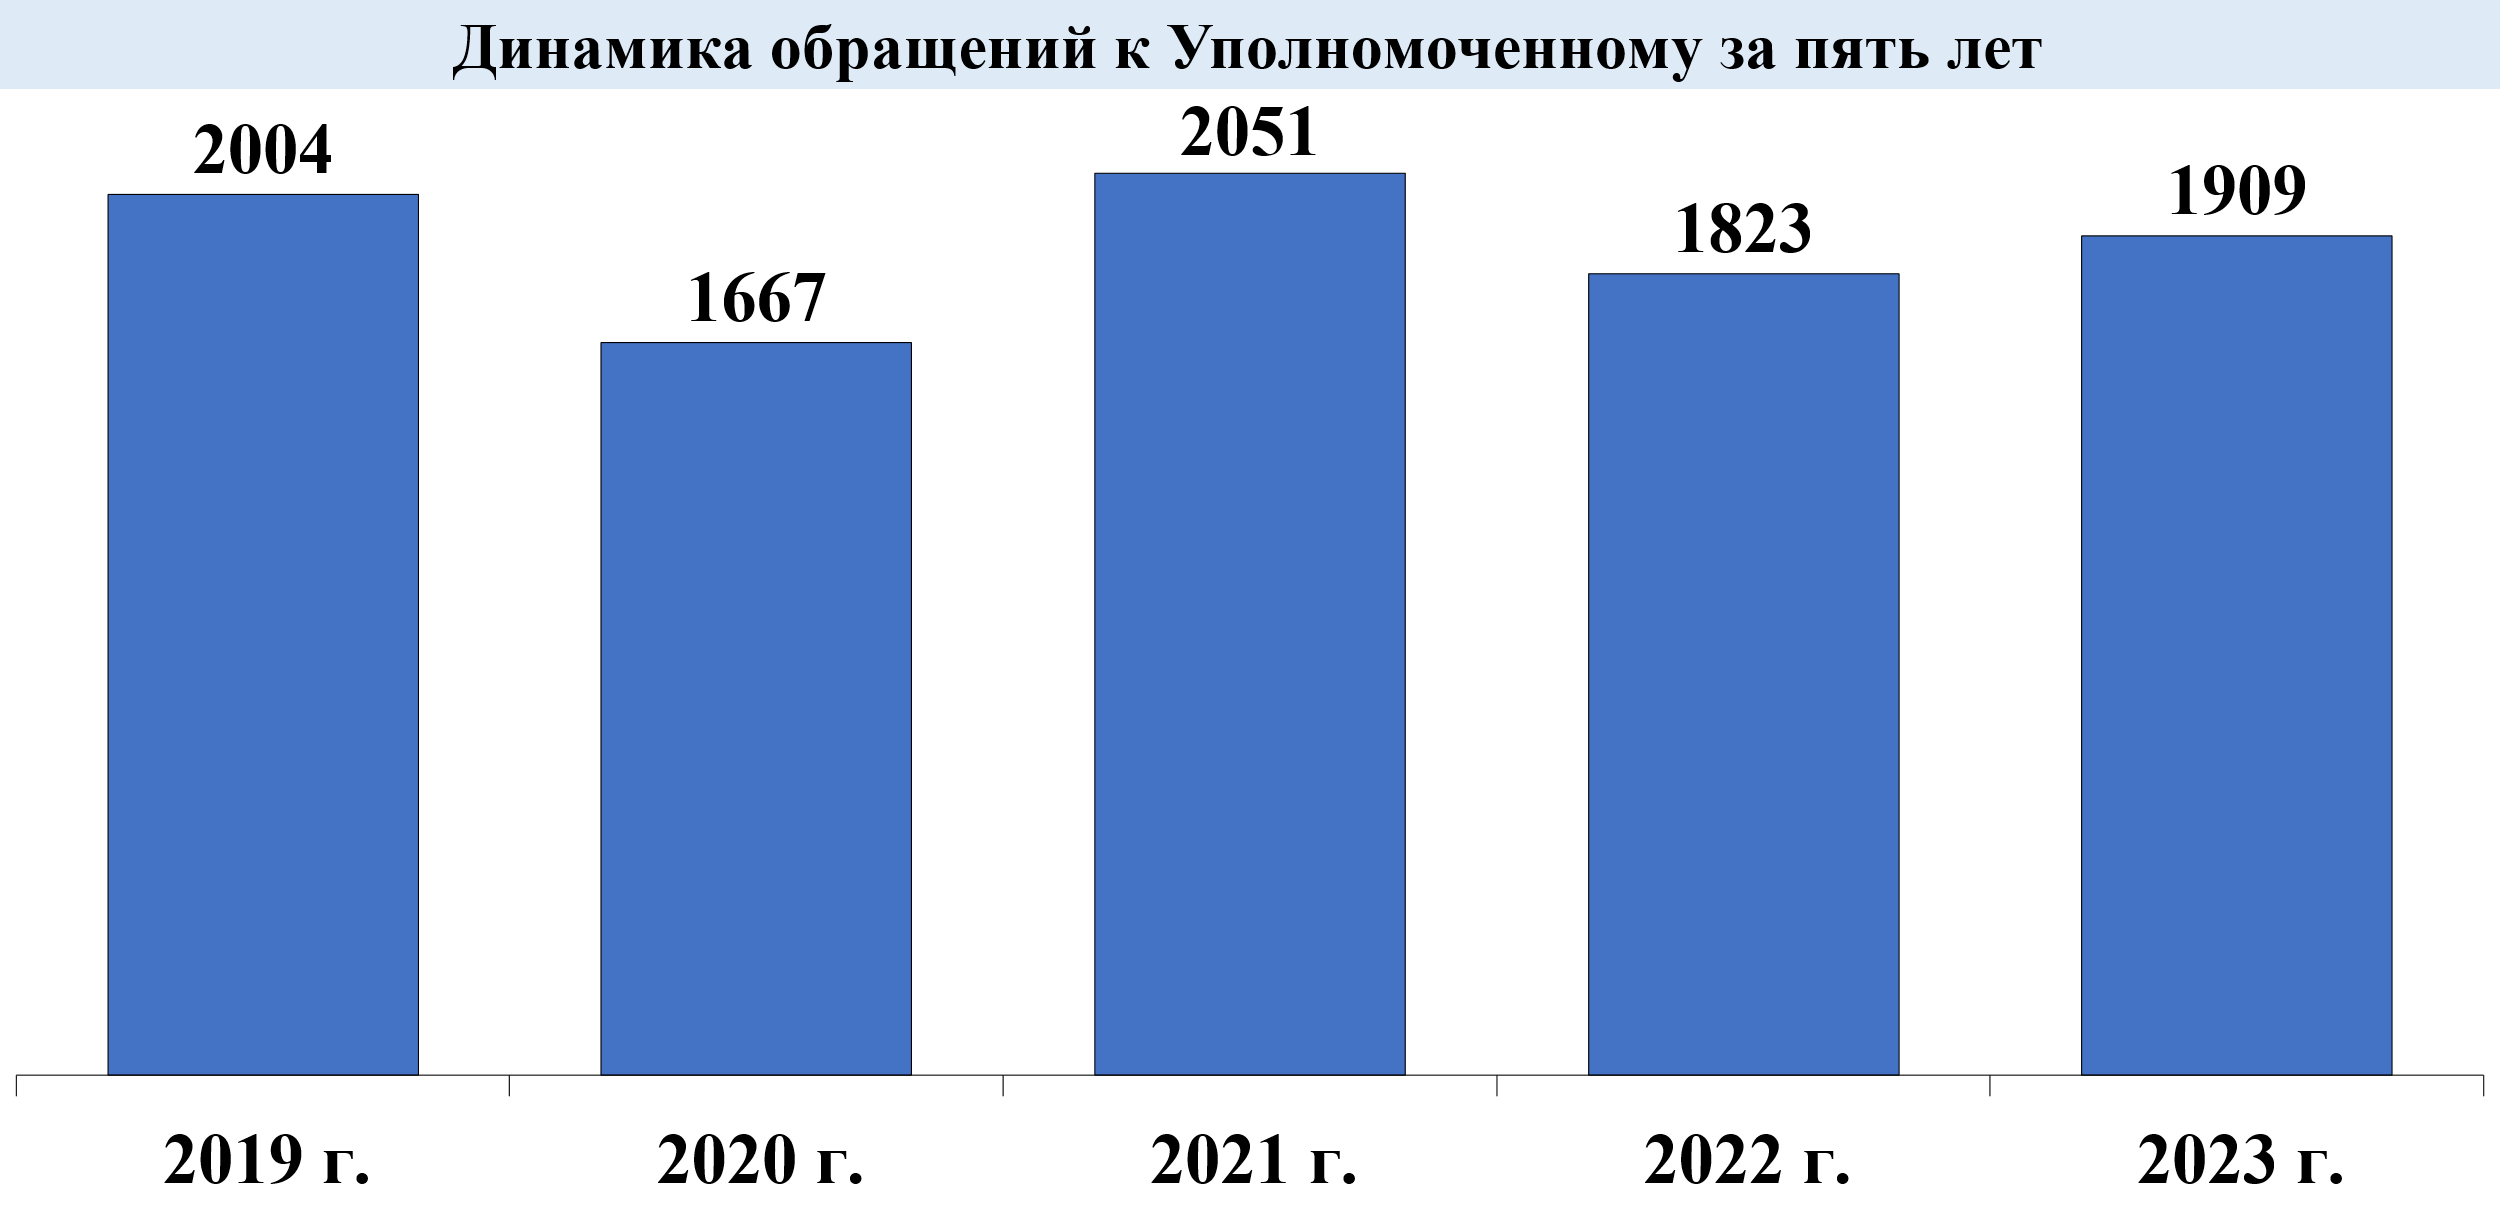 Динамика обращений к Уполномоченному за пять лет
2004
1667
2051
1823
1909
2019 г.
2020 г.
2021 г.
2022 г.
2023 г.